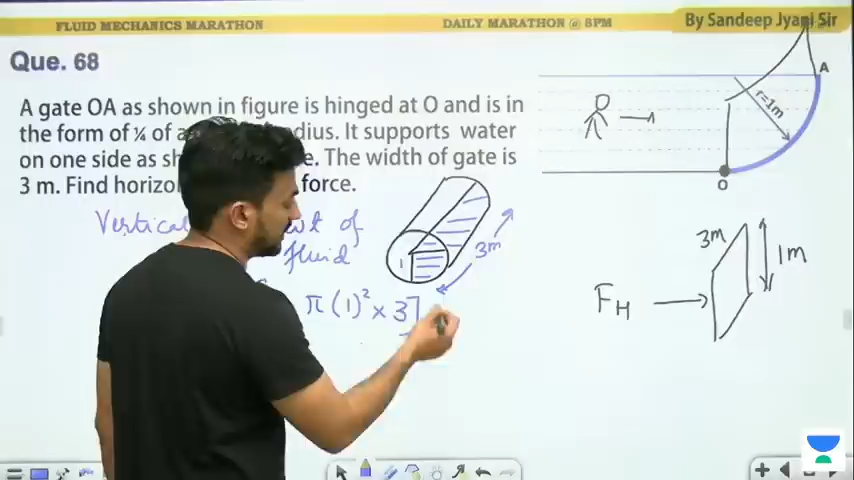 FLUID MECHANICS MARATHON
DAILY MARATHON @ 8PM
By Sandeep Jyani Sir
Que. 68
A gate OA as shown in figure is hinged at O and is in
the form of ¼ of a radius. It supports water
on one side as sh e. The width of gate is
3 m. Find horizo force.
Vertical wt of
fluid
π(1)² × 3]
1
3m
r=1m
A
O
3m
1m
FH